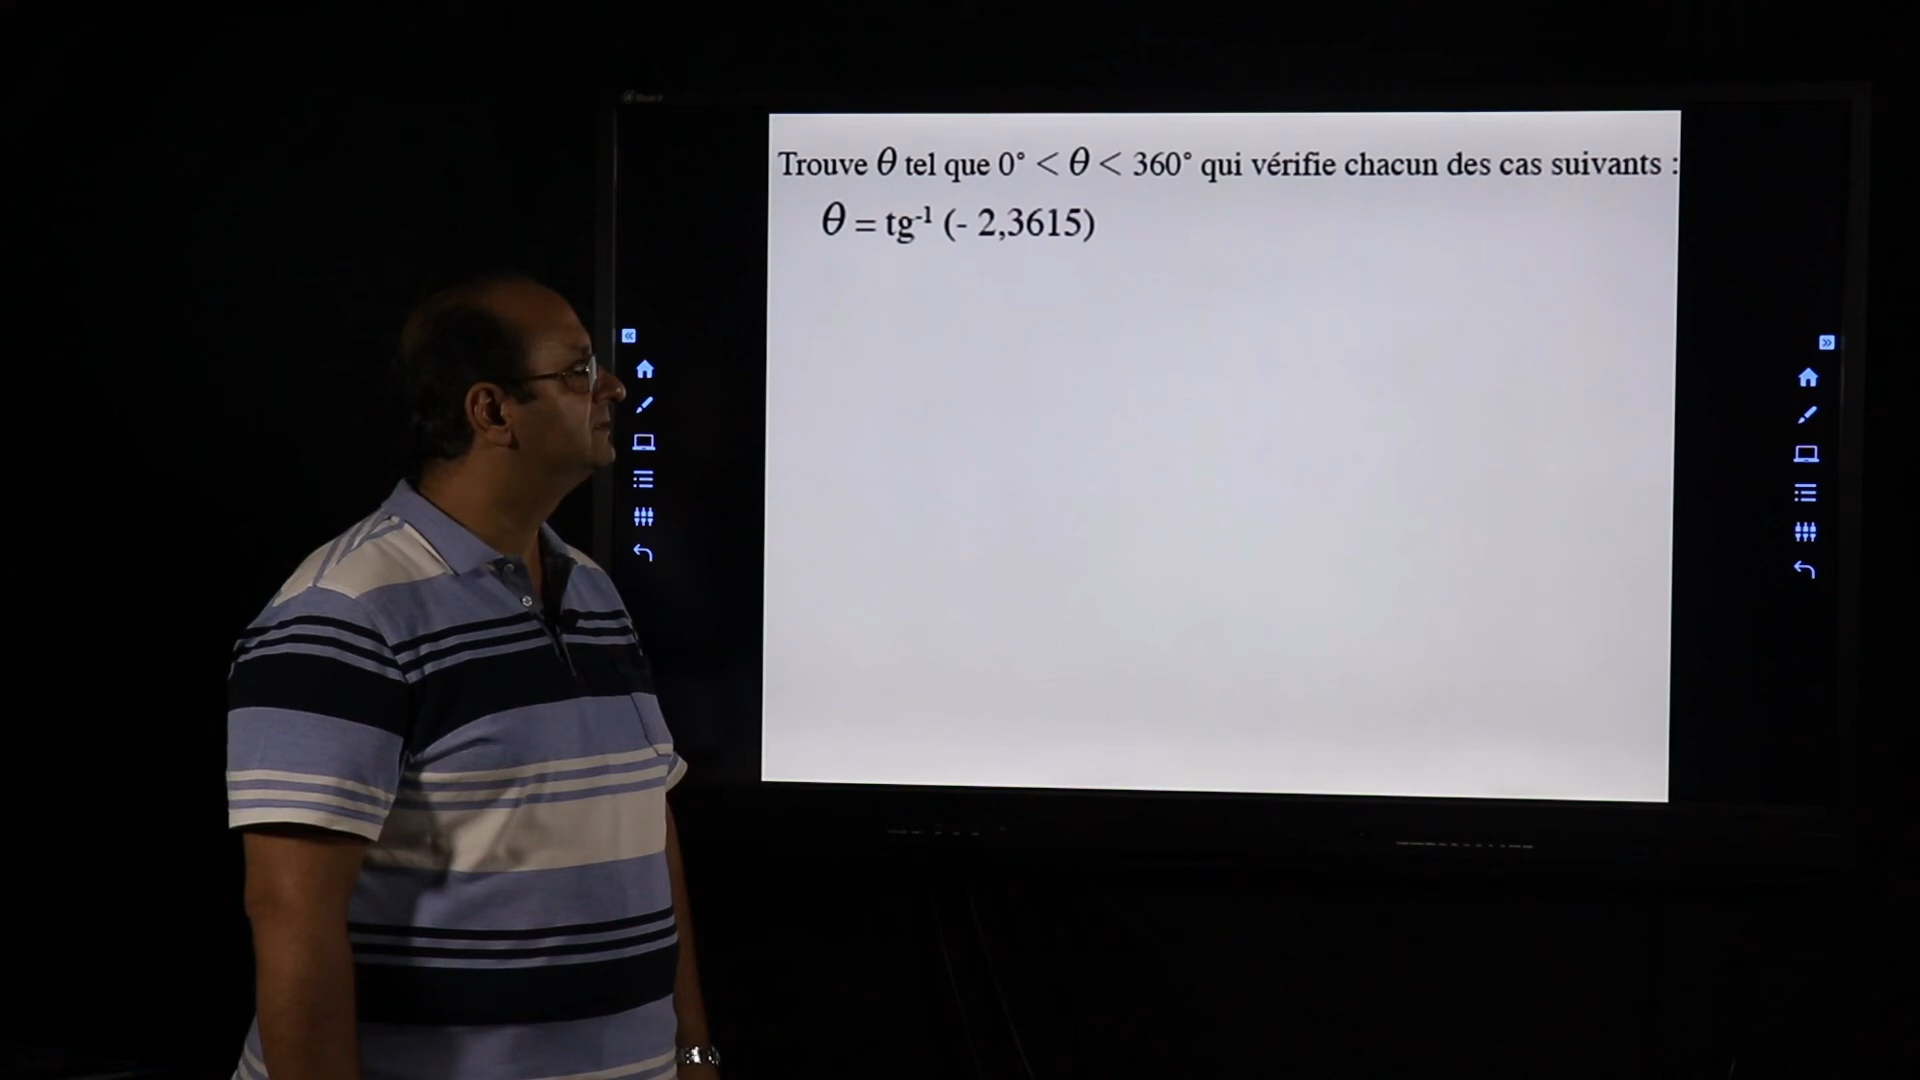 Trouve θ tel que 0° < θ < 360° qui vérifie chacun des cas suivants :
θ = tg⁻¹ (- 2,3615)